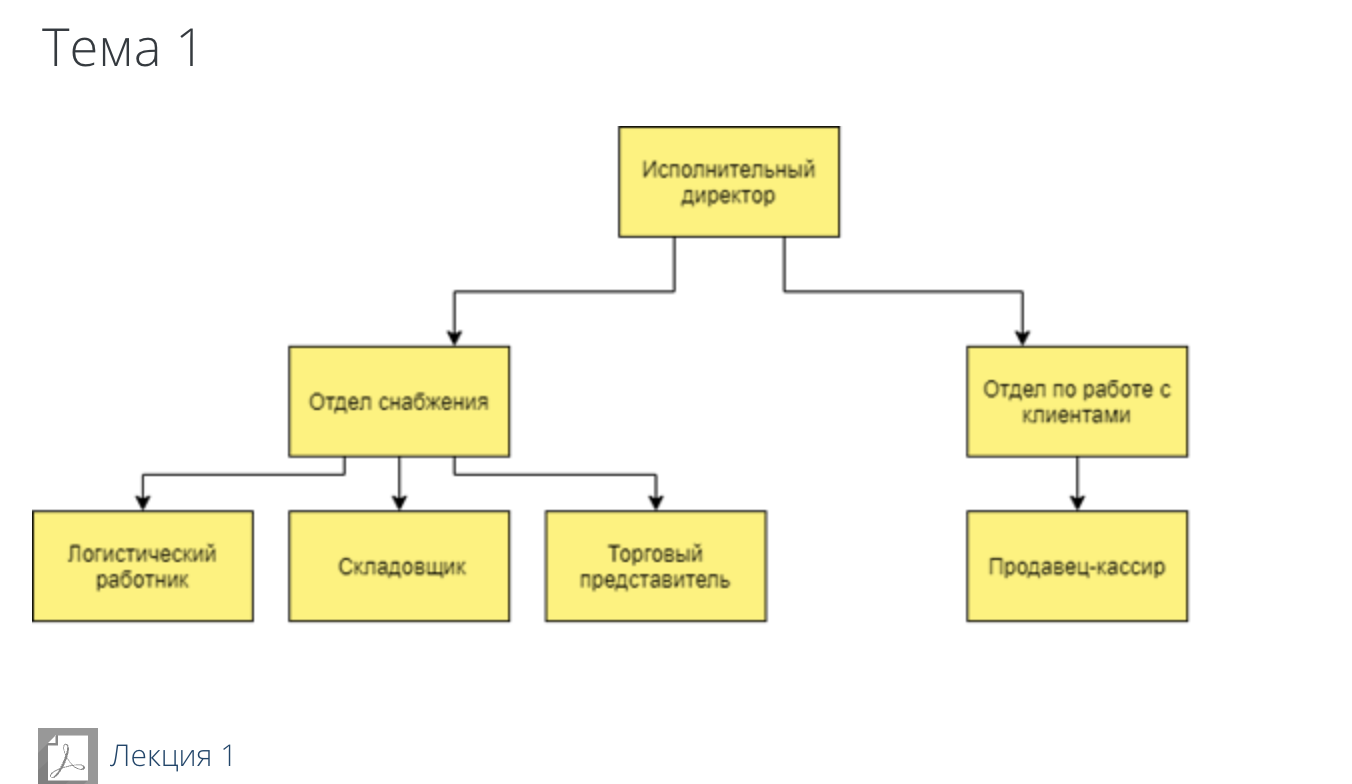 Тема 1
Исполнительный
директор
Отдел снабжения
Отдел по работе с
клиентами
Логистический
работник
Складовщик
Торговый
представитель
Продавец-кассир
Лекция 1